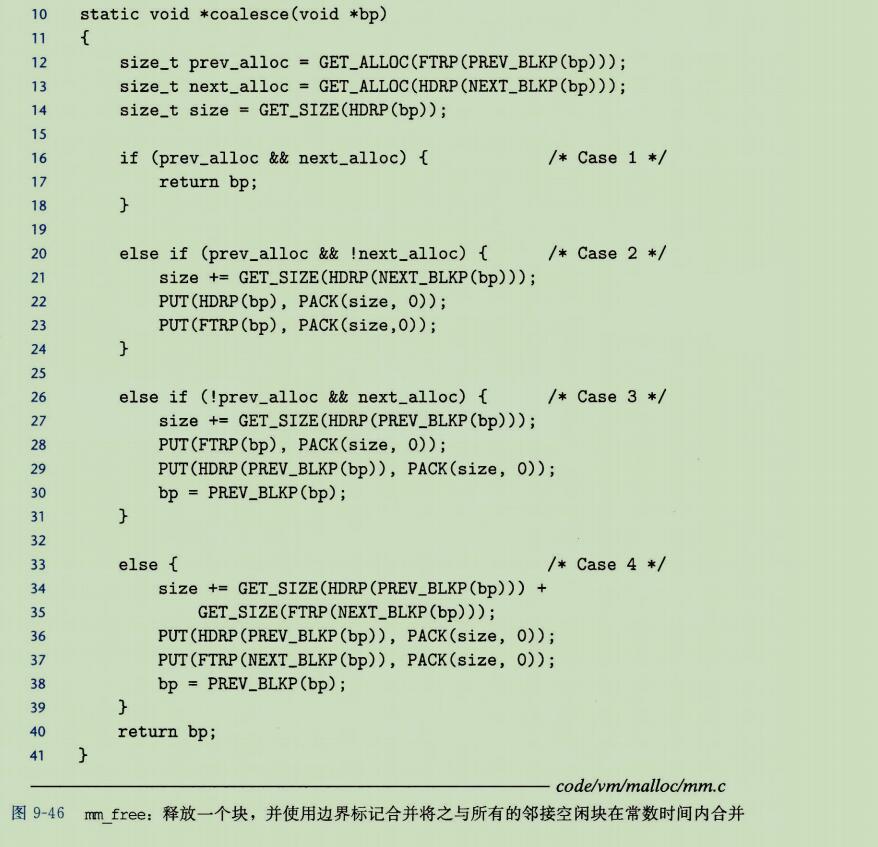 10 static void *coalesce(void *bp)
11 {
12 size_t prev_alloc = GET_ALLOC(FTRP(PREV_BLKP(bp)));
13 size_t next_alloc = GET_ALLOC(HDRP(NEXT_BLKP(bp)));
14 size_t size = GET_SIZE(HDRP(bp));
15
16 if (prev_alloc && next_alloc) { /* Case 1 */
17 return bp;
18 }
19
20 else if (prev_alloc && !next_alloc) { /* Case 2 */
21 size += GET_SIZE(HDRP(NEXT_BLKP(bp)));
22 PUT(HDRP(bp), PACK(size, 0));
23 PUT(FTRP(bp), PACK(size,0));
24 }
25
26 else if (!prev_alloc && next_alloc) { /* Case 3 */
27 size += GET_SIZE(HDRP(PREV_BLKP(bp)));
28 PUT(FTRP(bp), PACK(size, 0));
29 PUT(HDRP(PREV_BLKP(bp)), PACK(size, 0));
30 bp = PREV_BLKP(bp);
31 }
32
33 else { /* Case 4 */
34 size += GET_SIZE(HDRP(PREV_BLKP(bp))) +
35 GET_SIZE(FTRP(NEXT_BLKP(bp)));
36 PUT(HDRP(PREV_BLKP(bp)), PACK(size, 0));
37 PUT(FTRP(NEXT_BLKP(bp)), PACK(size, 0));
38 bp = PREV_BLKP(bp);
39 }
40 return bp;
41 }
code/vm/malloc/mm.c
图 9-46 mm_free：释放一个块，并使用边界标记合并将之与所有的邻接空闲块在常数时间内合并